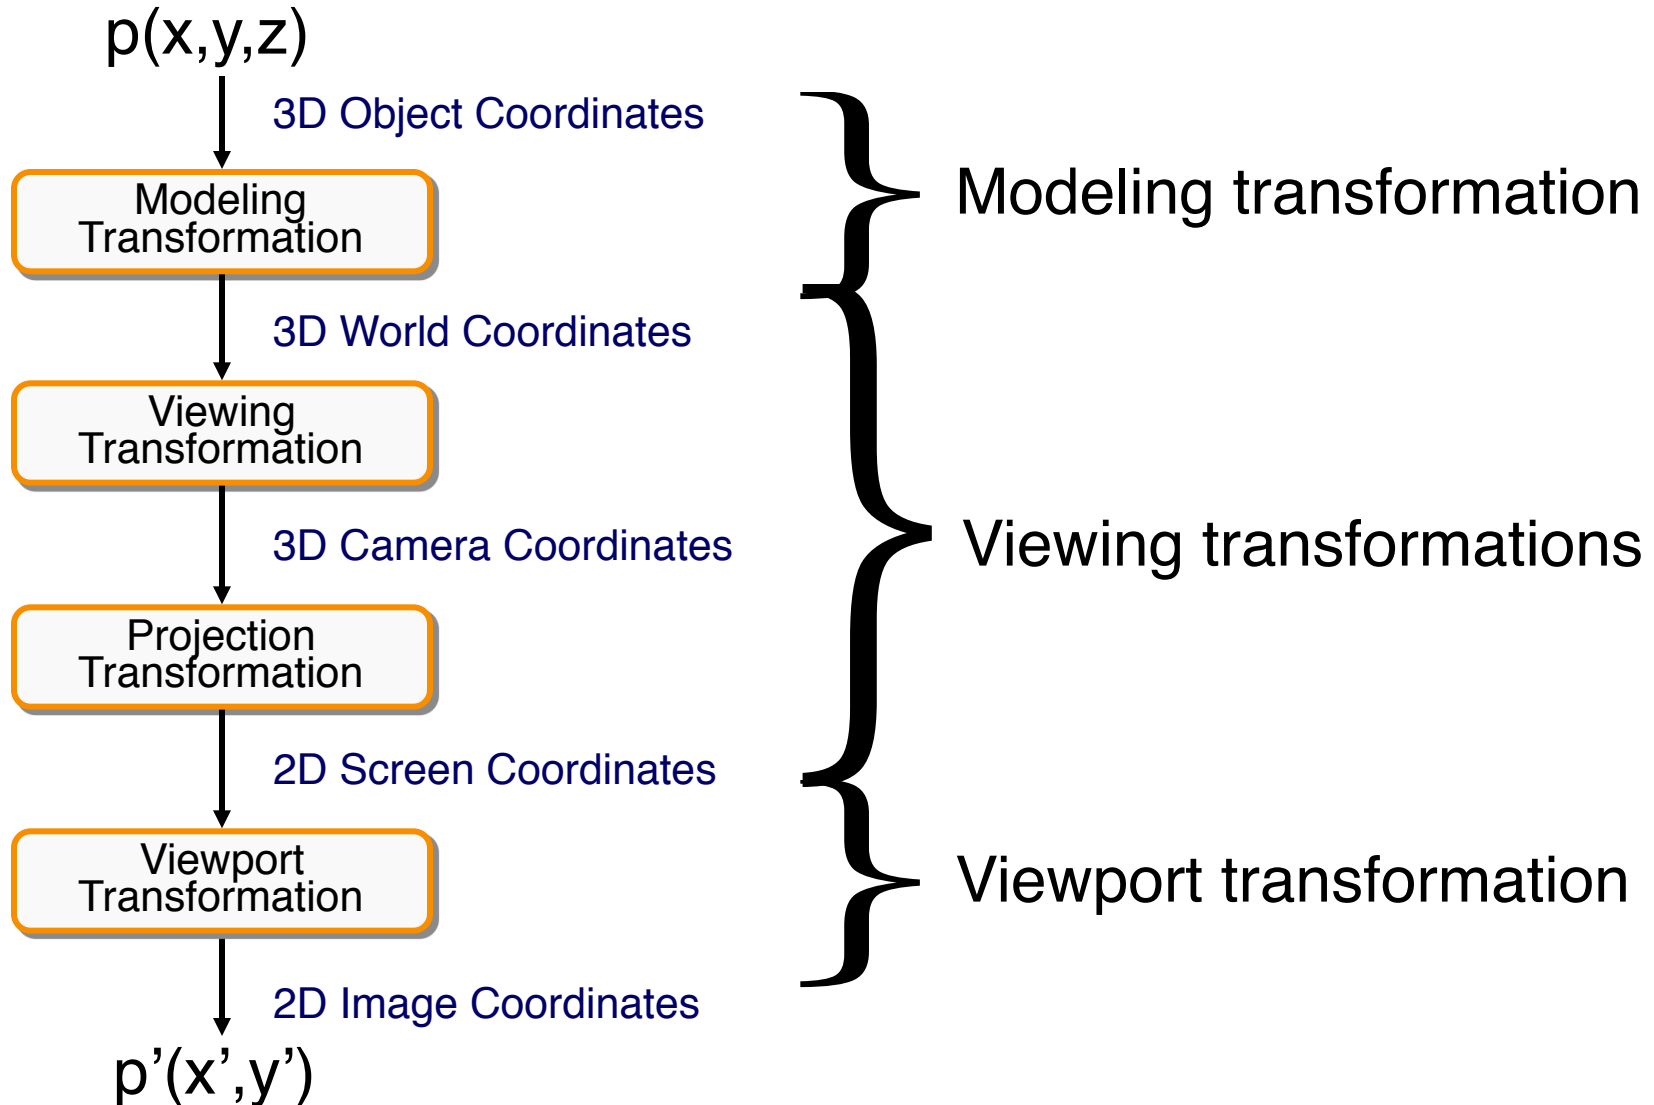 p(x,y,z)
3D Object Coordinates
Modeling
Transformation
Modeling transformation
3D World Coordinates
Viewing
Transformation
3D Camera Coordinates
Viewing transformations
Projection
Transformation
2D Screen Coordinates
Viewport
Transformation
Viewport transformation
2D Image Coordinates
p’(x’,y’)